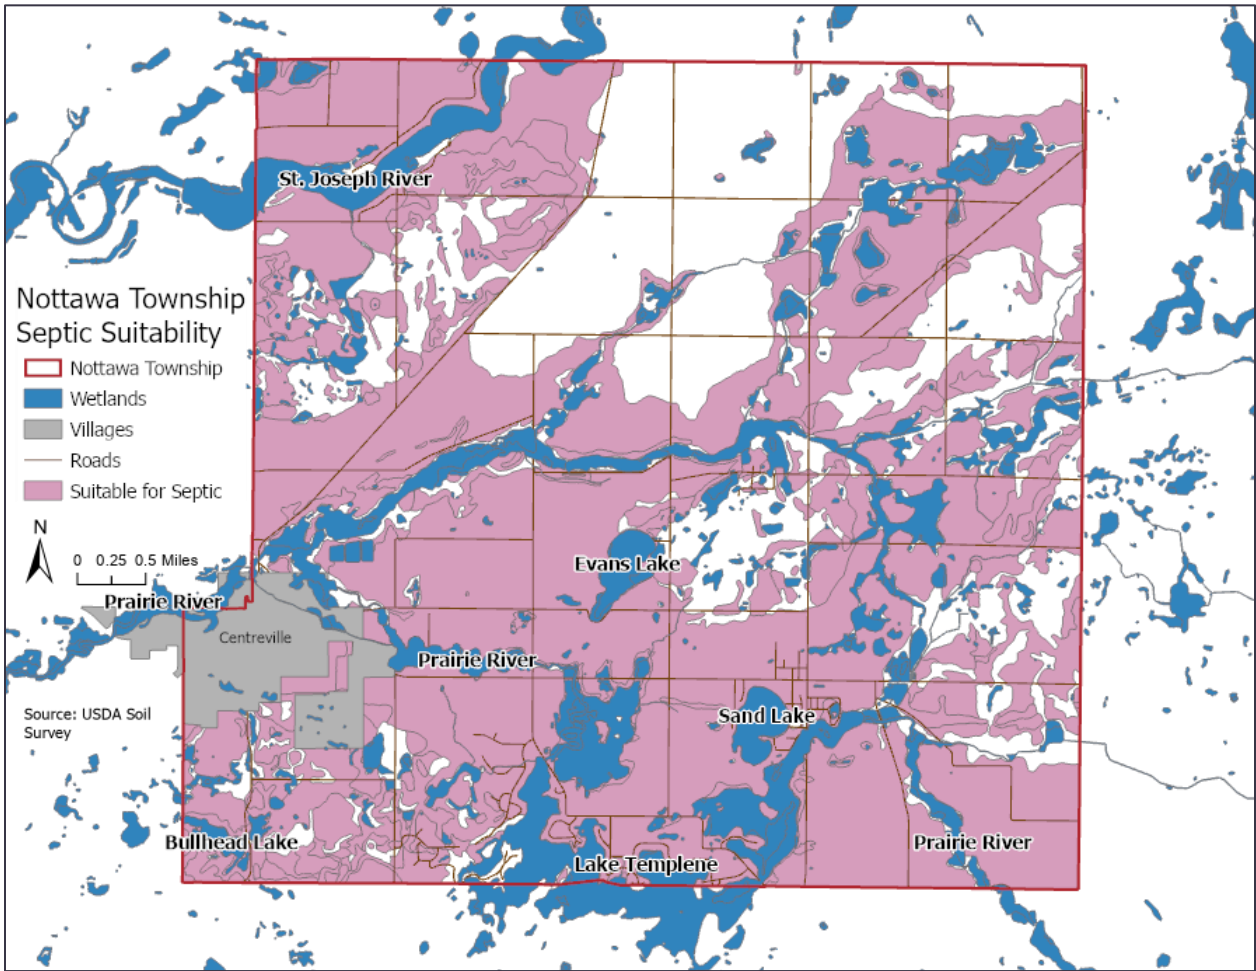 St. Joseph River
Nottawa Township
Septic Suitability
Nottawa Township
Wetlands
Villages
Roads
Suitable for Septic
N
0 0.25 0.5 Miles
Evans Lake
Prairie River
Centreville
Prairie River
Source: USDA Soil
Survey
Sand Lake
Bullhead Lake
Prairie River
Lake Templene